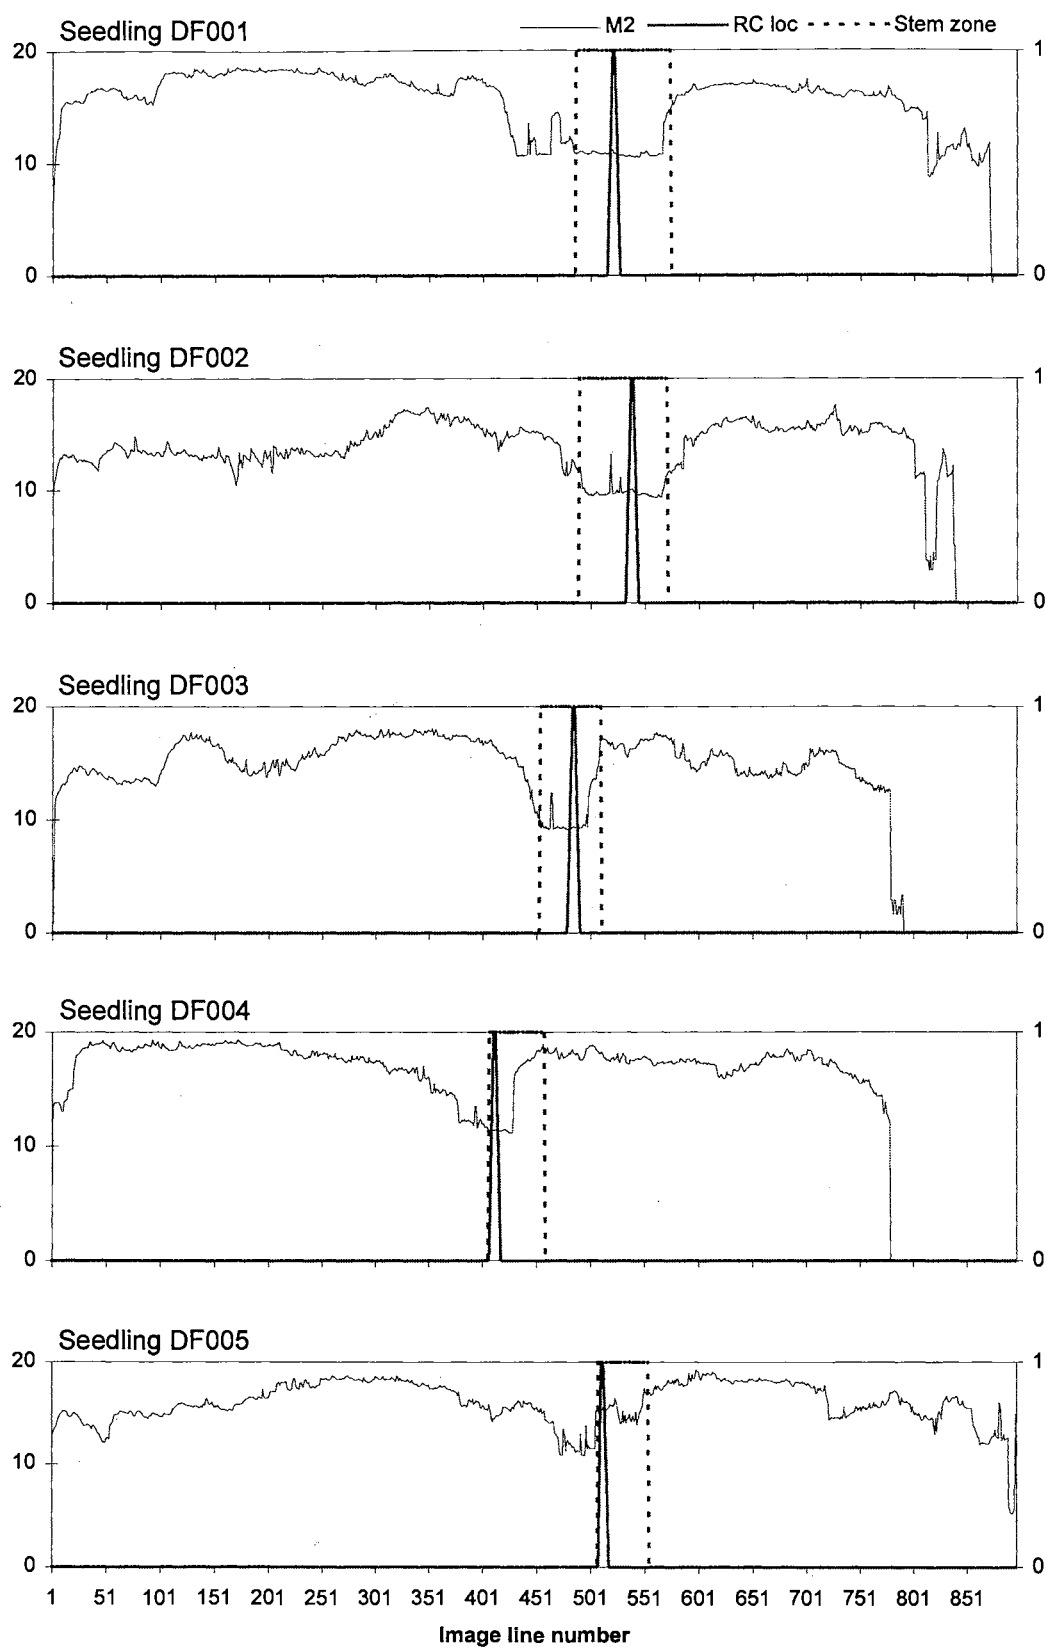 Seedling DF001
M2 RC loc Stem zone
20 1
10
0 0
Seedling DF002
20 1
10
0 0
Seedling DF003
20 1
10
0 0
Seedling DF004
20 1
10
0 0
Seedling DF005
20 1
10
0 0
1 51 101 151 201 251 301 351 401 451 501 551 601 651 701 751 801 851
Image line number